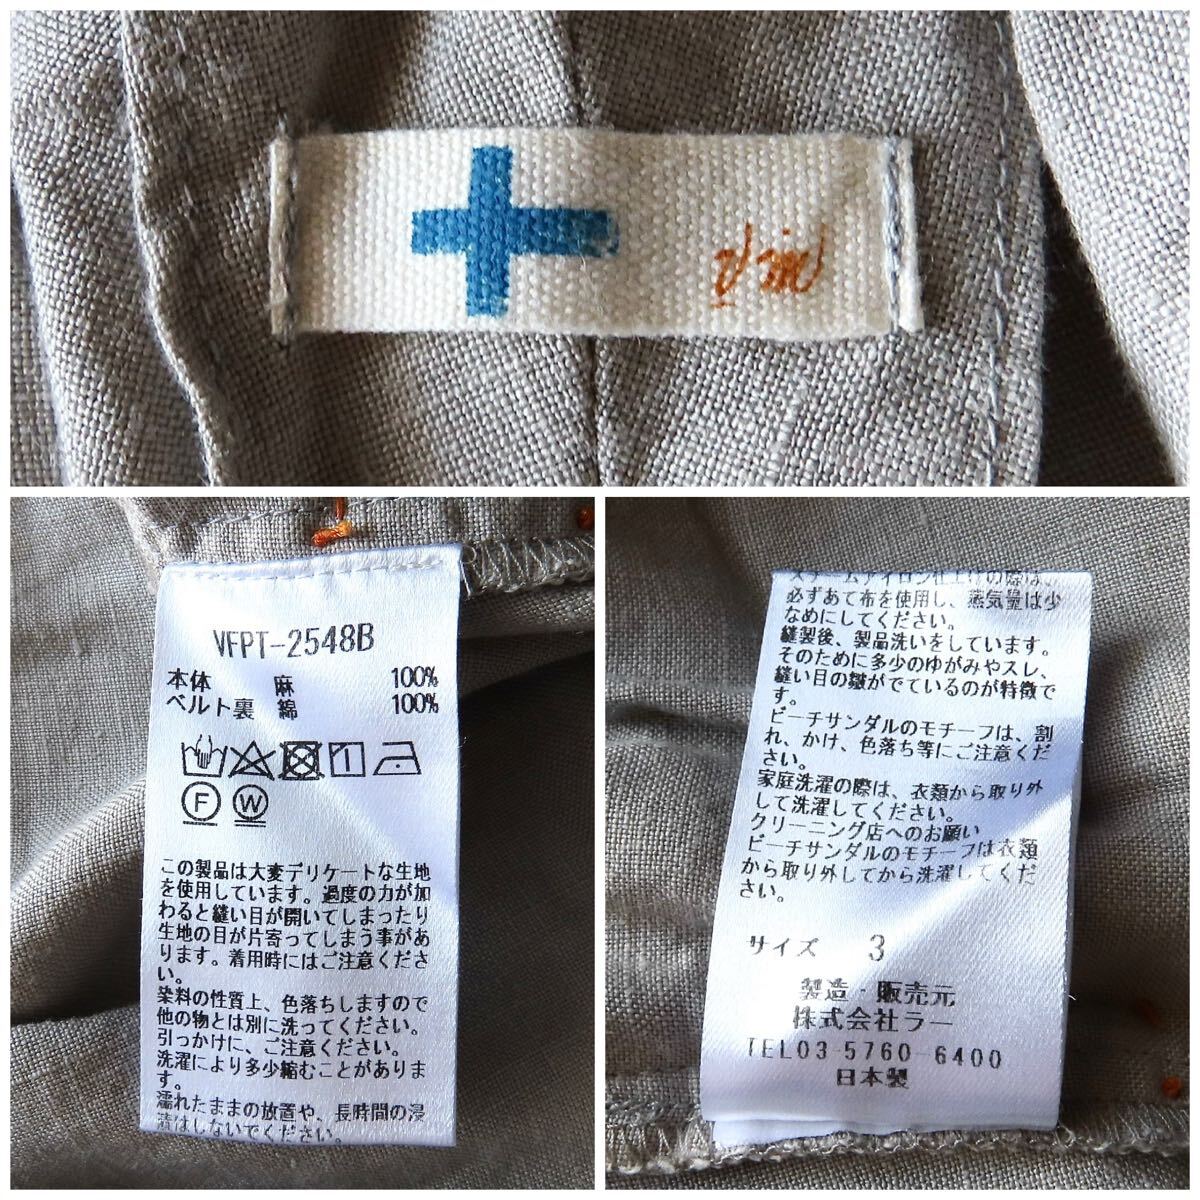 vim
VFPT-2548B
本体 麻 100%
ベルト裏 綿 100%
F W
この製品は大変デリケートな生地
を使用しています。過度の力が加
わると縫い目が開いてしまったり
生地の目が片寄ってしまう事があ
ります。着用時にはご注意くださ
い。
染料の性質上、色落ちしますので
他の物とは別に洗ってください。
引っかけに、ご注意ください。
洗濯により多少縮むことがありま
す。
濡れたままの放置や、長時間の浸
漬はしないでください。
スチームアイロン仕上げの際は、
必ずあて布を使用し、蒸気量は少
なめにしてください。
縫製後、製品洗いをしています。
そのために多少のゆがみやスレ、
縫い目の皺がでているのが特徴で
す。
ビーチサンダルのモチーフは、割
れ、かけ、色落ち等にご注意くだ
さい。
家庭洗濯の際は、衣類から取り外
して洗濯してください。
クリーニング店へのお願い
ビーチサンダルのモチーフは衣類
から取り外してから洗濯してくだ
さい。
サイズ 3
製造・販売元
株式会社ラー
TEL03-5760-6400
日本製